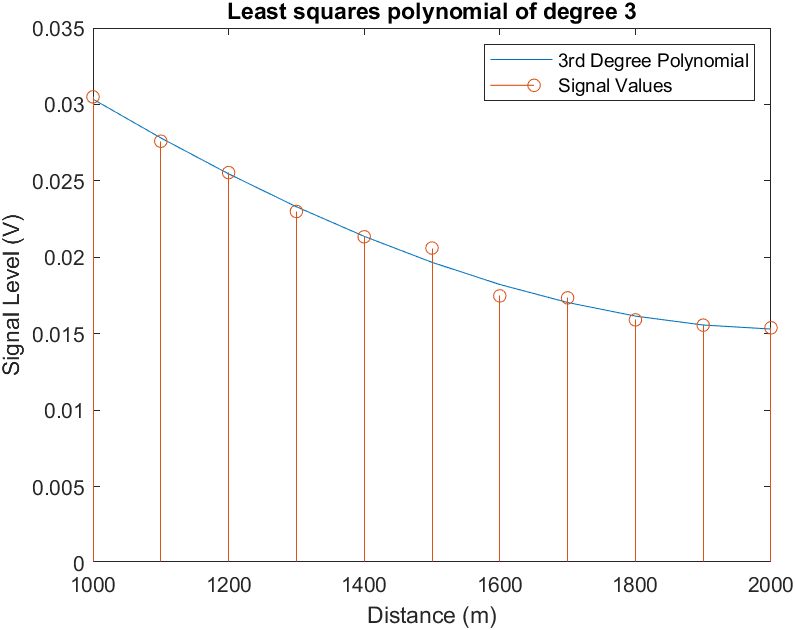 Least squares polynomial of degree 3
0.035
0.03
0.025
0.02
0.015
0.01
0.005
0
Signal Level (V)
3rd Degree Polynomial
Signal Values
1000 1200 1400 1600 1800 2000
Distance (m)